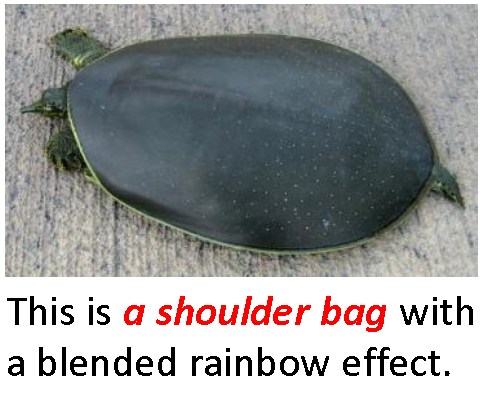 This is a shoulder bag with
a blended rainbow effect.